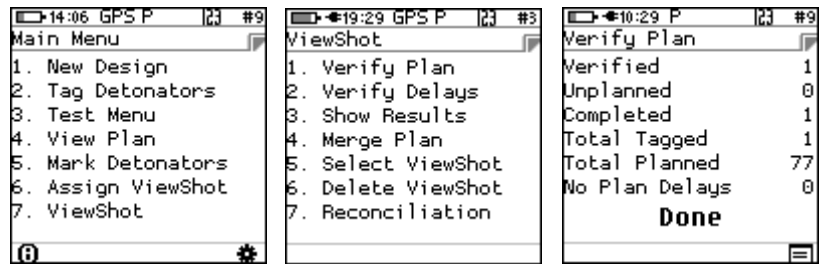 14:06 GPS P 123 #9
Main Menu
1. New Design
2. Tag Detonators
3. Test Menu
4. View Plan
5. Mark Detonators
6. Assign ViewShot
7. ViewShot
19:29 GPS P 123 #3
ViewShot
1. Verify Plan
2. Verify Delays
3. Show Results
4. Merge Plan
5. Select ViewShot
6. Delete ViewShot
7. Reconciliation
10:29 P 123 #9
Verify Plan
Verified 1
Unplanned 0
Completed 1
Total Tagged 1
Total Planned 77
No Plan Delays 0
Done